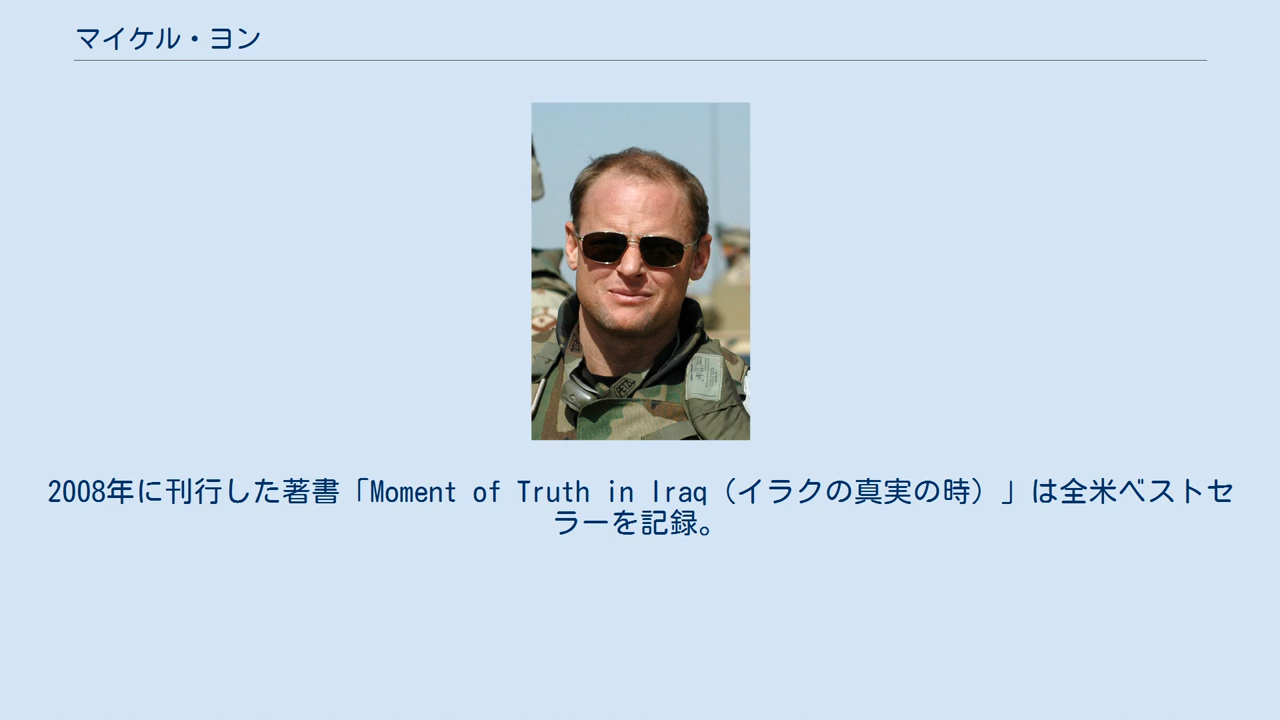 マイケル・ヨン
2008年に刊行した著書「Moment of Truth in Iraq（イラクの真実の時）」は全米ベストセ
ラーを記録。